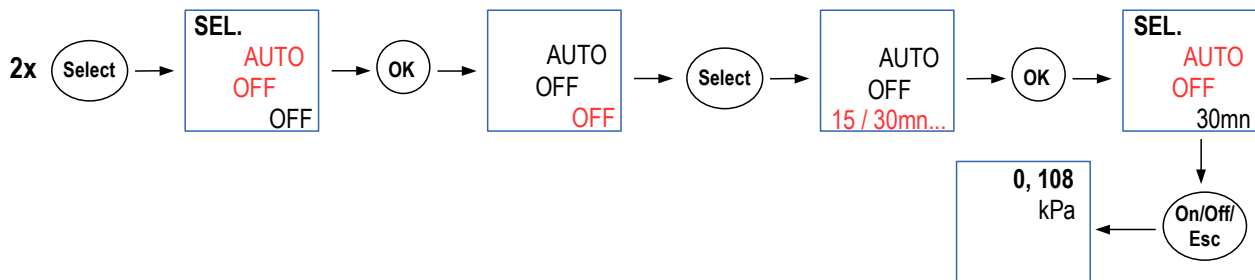 2x
Select
SEL.
AUTO
OFF
OFF
OK
AUTO
OFF
OFF
Select
AUTO
OFF
15 / 30mn...
OK
SEL.
AUTO
OFF
30mn
On/Off/
Esc
0, 108
kPa